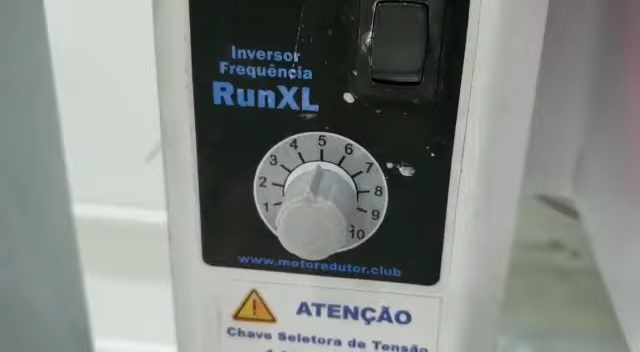 Inversor
Frequência
RunXL
1 2 3 4 5 6 7 8 9 10
www.motoredutor.club
ATENÇÃO
Chave Seletora de Tensão